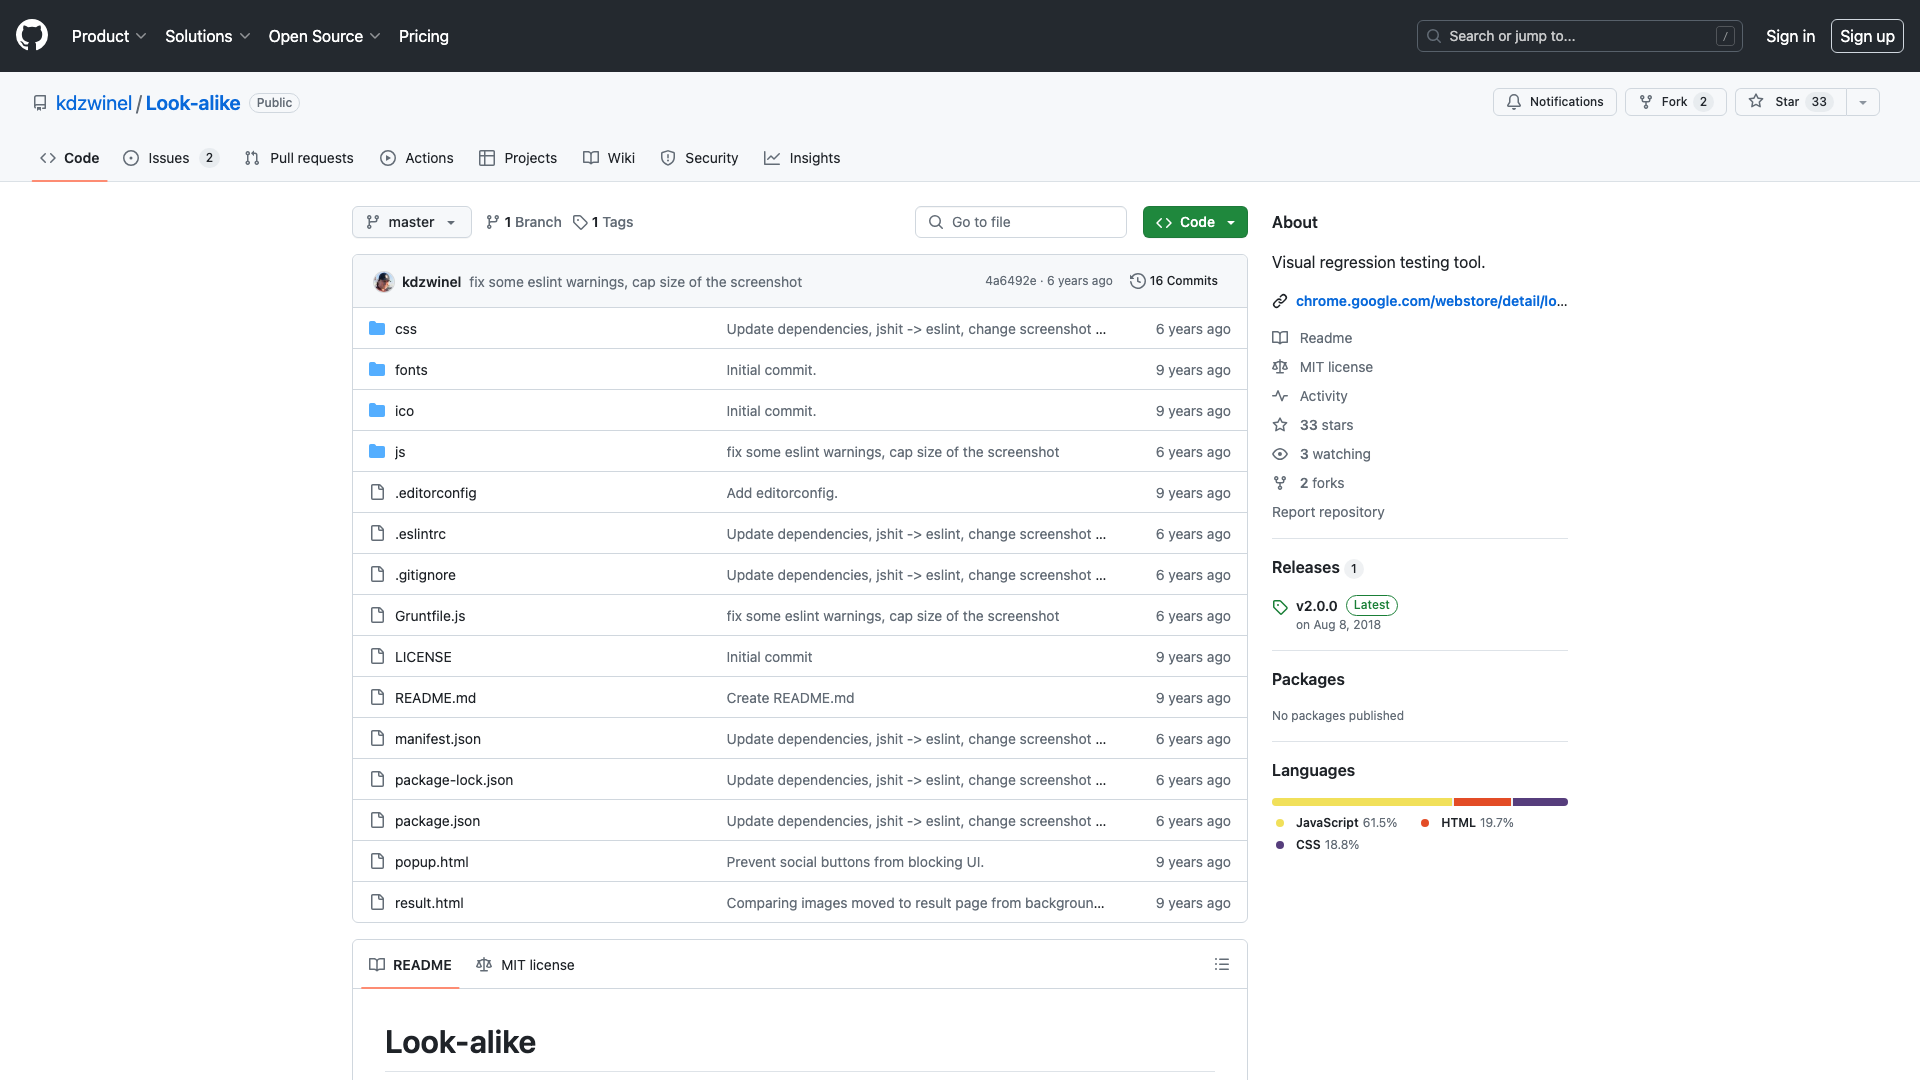 Product Solutions Open Source Pricing Search or jump to... / Sign in Sign up
kdzwinel / Look-alike Public Notifications Fork 2 Star 33
Code Issues 2 Pull requests Actions Projects Wiki Security Insights
master 1 Branch 1 Tags Go to file Code
kdzwinel fix some eslint warnings, cap size of the screenshot 4a6492e · 6 years ago 16 Commits
css Update dependencies, jshit -> eslint, change screenshot ... 6 years ago
fonts Initial commit. 9 years ago
ico Initial commit. 9 years ago
js fix some eslint warnings, cap size of the screenshot 6 years ago
.editorconfig Add editorconfig. 9 years ago
.eslintrc Update dependencies, jshit -> eslint, change screenshot ... 6 years ago
.gitignore Update dependencies, jshit -> eslint, change screenshot ... 6 years ago
Gruntfile.js fix some eslint warnings, cap size of the screenshot 6 years ago
LICENSE Initial commit 9 years ago
README.md Create README.md 9 years ago
manifest.json Update dependencies, jshit -> eslint, change screenshot ... 6 years ago
package-lock.json Update dependencies, jshit -> eslint, change screenshot ... 6 years ago
package.json Update dependencies, jshit -> eslint, change screenshot ... 6 years ago
popup.html Prevent social buttons from blocking UI. 9 years ago
result.html Comparing images moved to result page from backgroun... 9 years ago
README MIT license
Look-alike
About
Visual regression testing tool.
chrome.google.com/webstore/detail/lo...
Readme
MIT license
Activity
33 stars
3 watching
2 forks
Report repository
Releases 1
v2.0.0 Latest
on Aug 8, 2018
Packages
No packages published
Languages
JavaScript 61.5% HTML 19.7%
CSS 18.8%